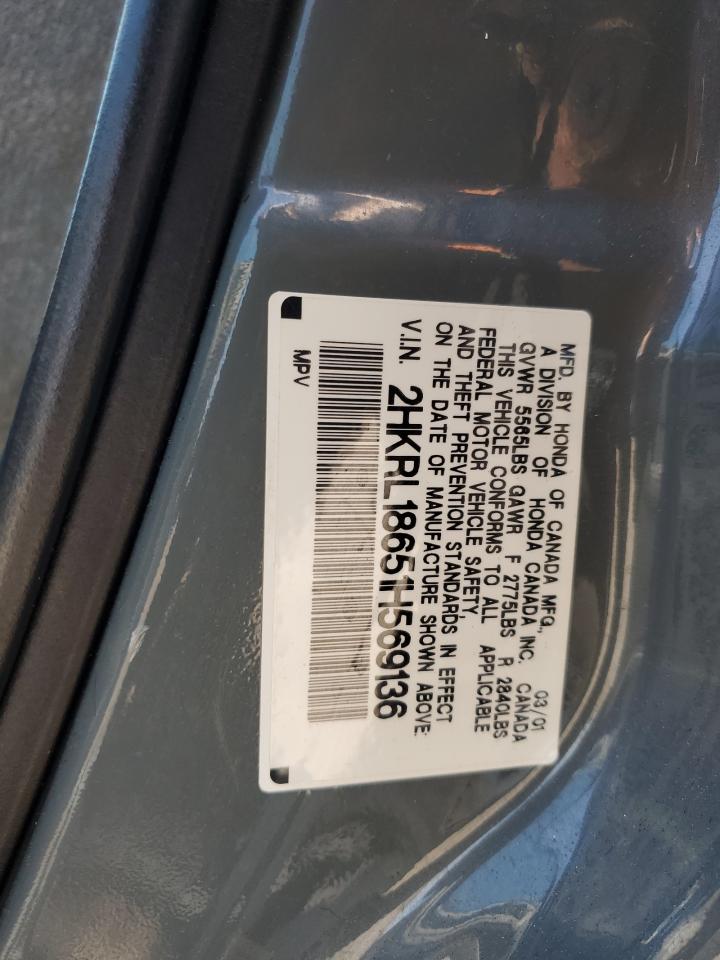 MFD. BY HONDA OF CANADA MFG., 03/01
A DIVISION OF HONDA CANADA INC. CANADA
GVWR 5565LBS GAWR F 2775LBS R 2840LBS
THIS VEHICLE CONFORMS TO ALL APPLICABLE
FEDERAL MOTOR VEHICLE SAFETY,
AND THEFT PREVENTION STANDARDS IN EFFECT
ON THE DATE OF MANUFACTURE SHOWN ABOVE.
V.I.N. 2HKRL18651H569136
MPV